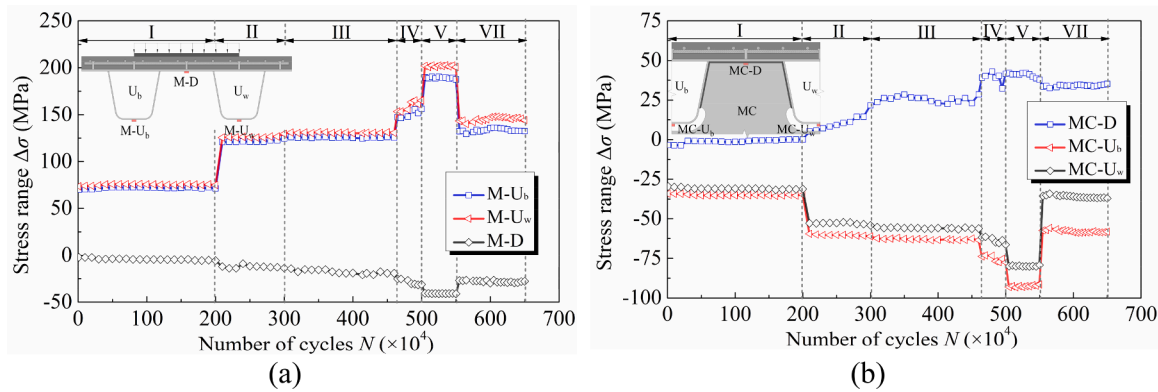 I II III IV V VII
M-D
U_b U_w
M-U_b M-U_w
M-U_b
M-U_w
M-D
Stress range Δσ (MPa)
250
200
150
100
50
0
-50
0 100 200 300 400 500 600 700
Number of cycles N (×10⁴)
(a)
I II III IV V VII
MC-D
U_b U_w
MC
MC-U_b MC-U_w
MC-D
MC-U_b
MC-U_w
Stress range Δσ (MPa)
75
50
25
0
-25
-50
-75
-100
0 100 200 300 400 500 600 700
Number of cycles N (×10⁴)
(b)